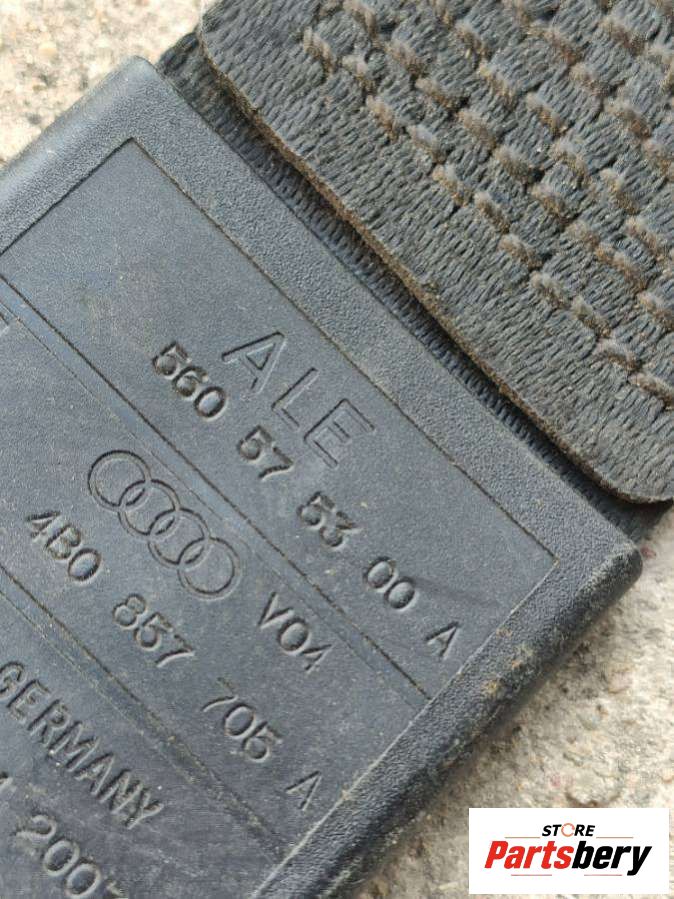 ALE
560 57 53 00 A
V04
4B0 857 705 A
GERMANY
STORE
Partsbery